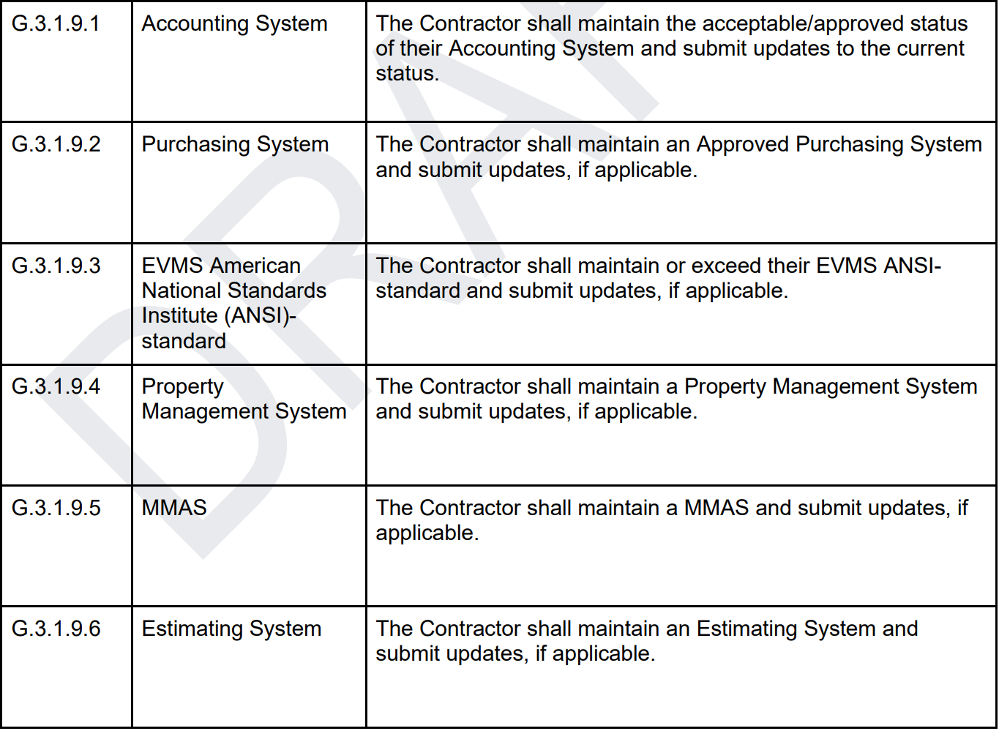 G.3.1.9.1
Accounting System
The Contractor shall maintain the acceptable/approved status
of their Accounting System and submit updates to the current
status.
G.3.1.9.2
Purchasing System
The Contractor shall maintain an Approved Purchasing System
and submit updates, if applicable.
G.3.1.9.3
EVMS American
National Standards
Institute (ANSI)-
standard
The Contractor shall maintain or exceed their EVMS ANSI-
standard and submit updates, if applicable.
G.3.1.9.4
Property
Management System
The Contractor shall maintain a Property Management System
and submit updates, if applicable.
G.3.1.9.5
MMAS
The Contractor shall maintain a MMAS and submit updates, if
applicable.
G.3.1.9.6
Estimating System
The Contractor shall maintain an Estimating System and
submit updates, if applicable.